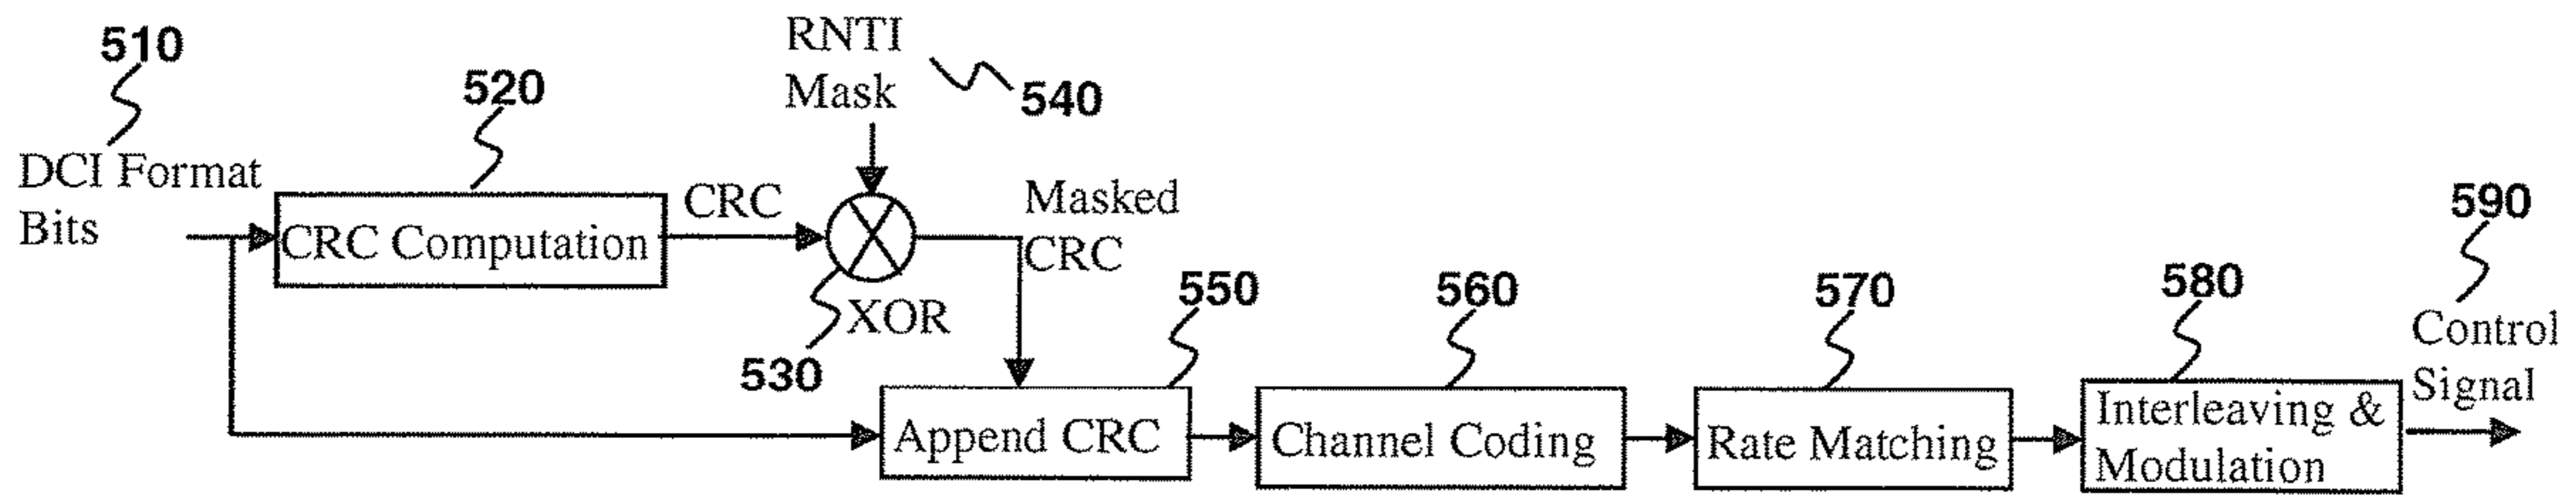 510
DCI Format
Bits
520
CRC Computation
CRC
RNTI
Mask
540
530
XOR
Masked
CRC
550
Append CRC
560
Channel Coding
570
Rate Matching
580
Interleaving &
Modulation
590
Control
Signal